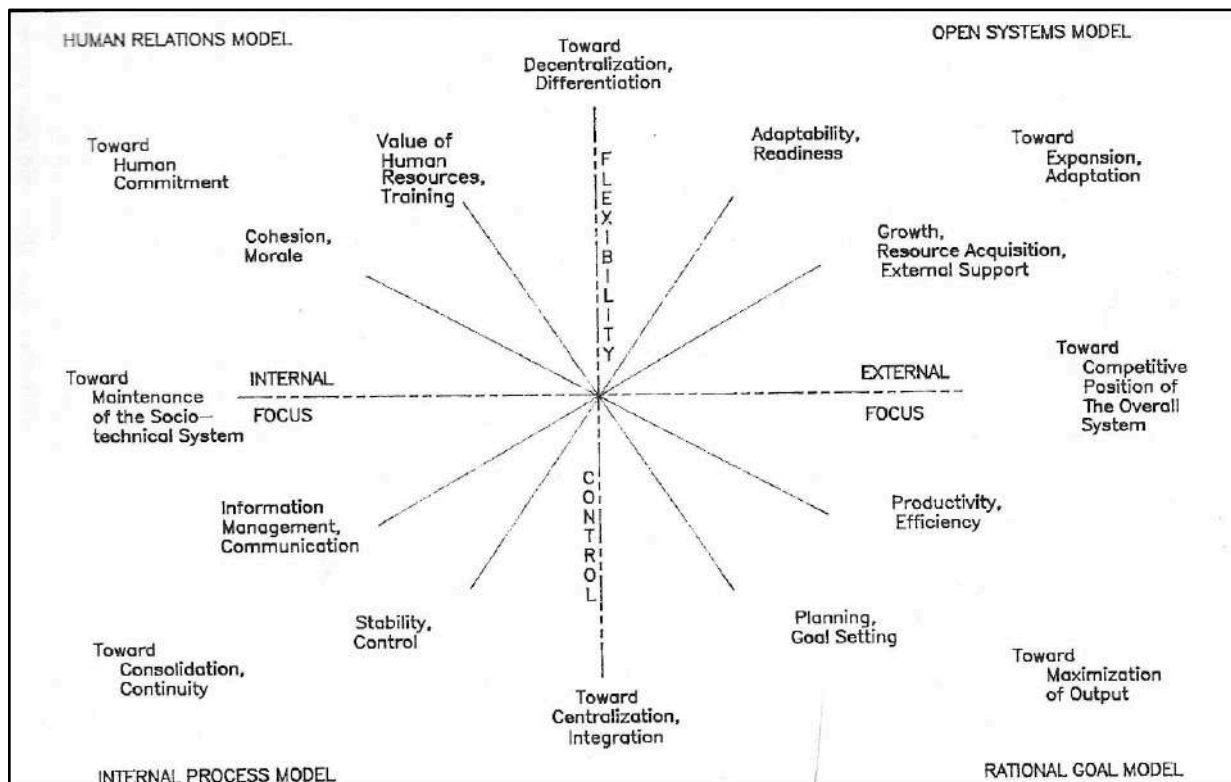 HUMAN RELATIONS MODEL
OPEN SYSTEMS MODEL
Toward
Decentralization,
Differentiation
Toward
Human
Commitment
Value of
Human
Resources,
Training
Adaptability,
Readiness
Toward
Expansion,
Adaptation
Cohesion,
Morale
Growth,
Resource Acquisition,
External Support
FLEXIBILITY
Toward
Maintenance
of the Socio-
technical System
INTERNAL
FOCUS
EXTERNAL
FOCUS
Toward
Competitive
Position of
The Overall
System
CONTROL
Information
Management,
Communication
Productivity,
Efficiency
Stability,
Control
Planning,
Goal Setting
Toward
Consolidation,
Continuity
Toward
Centralization,
Integration
Toward
Maximization
of Output
INTERNAL PROCESS MODEL
RATIONAL GOAL MODEL